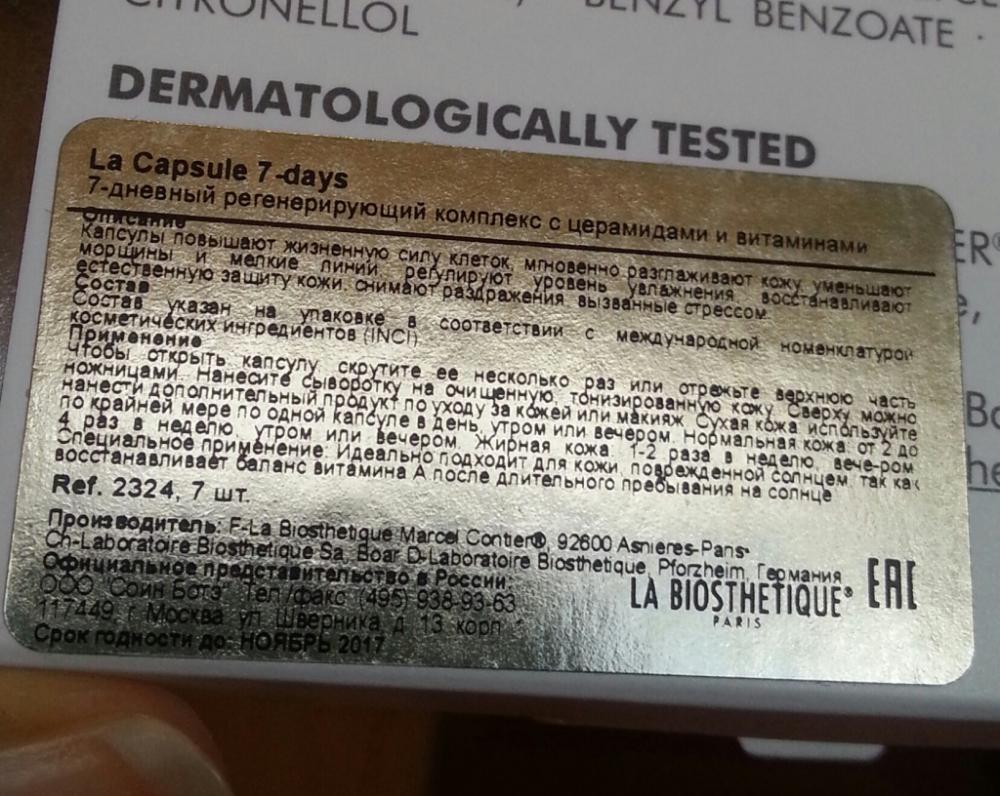 CITRONELLOL
BENZYL BENZOATE ·
DERMATOLOGICALLY TESTED
La Capsule 7-days
7-дневный регенерирующий комплекс с церамидами и витаминами
Описание
Капсулы повышают жизненную силу клеток, мгновенно разглаживают кожу, уменьшают
морщины и мелкие линии, регулируют уровень увлажнения, восстанавливают
естественную защиту кожи, снимают раздражения вызванные стрессом.
Состав
Состав указан на упаковке в соответствии с международной номенклатурой
косметических ингредиентов (INCI).
Применение
Чтобы открыть капсулу, скрутите ее несколько раз или отрежьте верхнюю часть
ножницами. Нанесите сыворотку на очищенную, тонизированную кожу. Сверху можно
нанести дополнительный продукт по уходу за кожей или макияж. Сухая кожа: используйте
по крайней мере по одной капсуле в день, утром или вечером. Нормальная кожа: от 2 до
4 раз в неделю, утром или вечером. Жирная кожа: 1-2 раза в неделю, вече-ром.
Специальное применение: Идеально подходит для кожи, поврежденной солнцем, так как
восстанавливает баланс витамина А после длительного пребывания на солнце
Ref. 2324, 7 шт.
Производитель: F-La Biosthetique Marcel Contier®, 92600 Asnieres-Paris-
Ch-Laboratoire Biosthetique Sa, Boar D-Laboratoire Biosthetique, Pforzheim, Германия
Официальное представительство в России:
ООО "Соин Ботэ" Тел./факс (495) 938-93-63
117449, г. Москва, ул. Шверника, д. 13, корп.
Срок годности до: НОЯБРЬ 2017
LA BIOSTHETIQUE®
PARIS
EAC
ER®